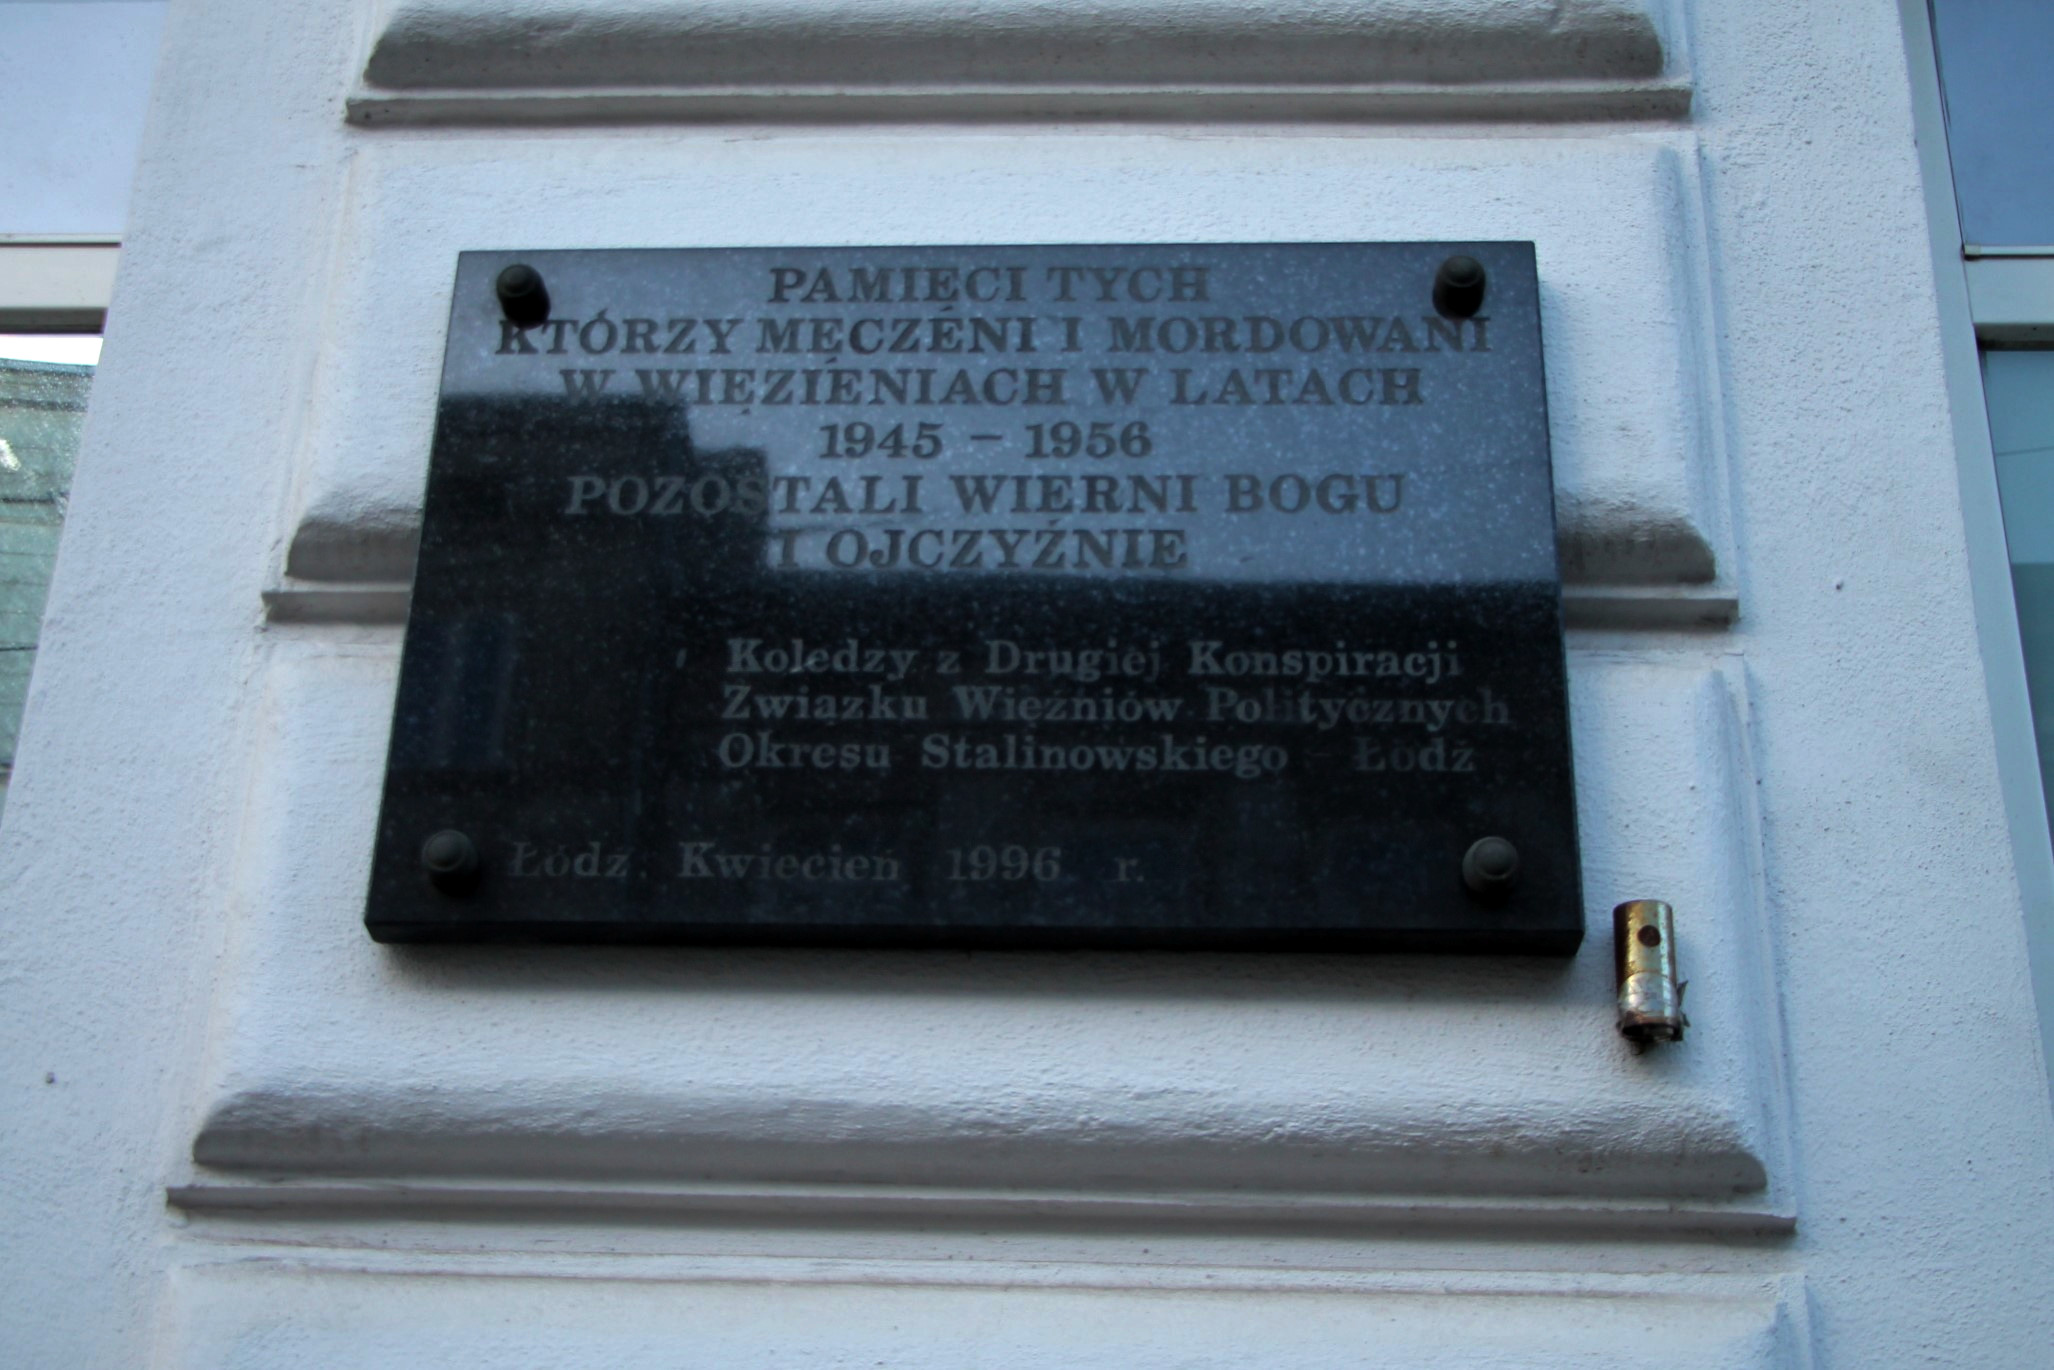 PAMIĘCI TYCH
KTÓRZY MĘCZÉNI I MORDOWANI
W WIĘZIENIACH W LATACH
1945 - 1956
POZOSTALI WIERNI BOGU
I OJCZYŹNIE
Koledzy z Drugiej Konspiracji
Związku Więźniów Politycznych
Okresu Stalinowskiego - Łódź
Łódź, Kwiecień 1996 r.